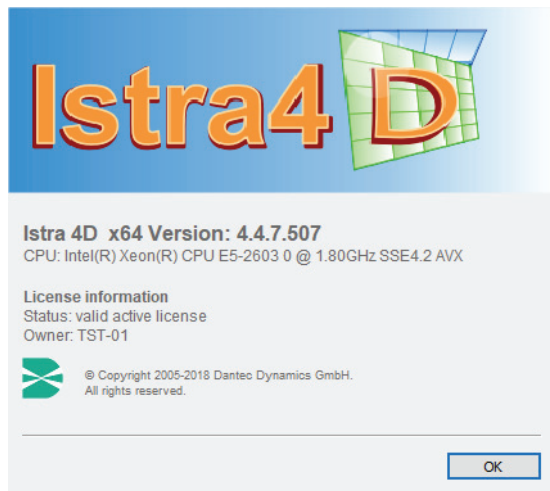 Istra4D
Istra 4D x64 Version: 4.4.7.507
CPU: Intel(R) Xeon(R) CPU E5-2603 0 @ 1.80GHz SSE4.2 AVX
License information
Status: valid active license
Owner: TST-01
© Copyright 2005-2018 Dantec Dynamics GmbH.
All rights reserved.
OK